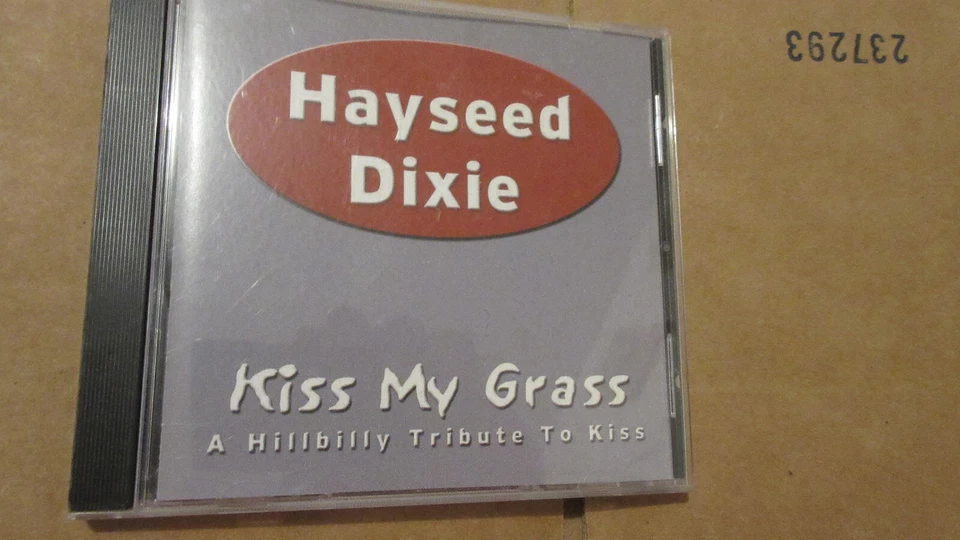 Hayseed
Dixie
Kiss My Grass
A Hillbilly Tribute To Kiss
237293